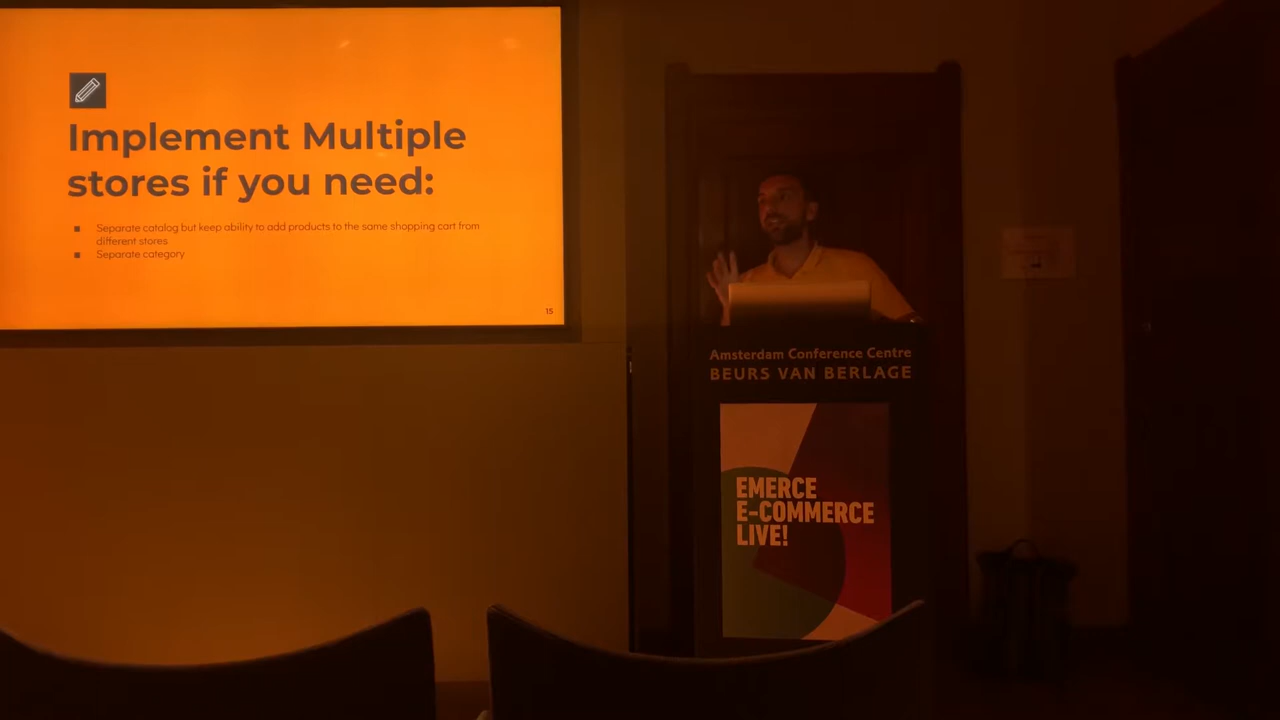 Implement Multiple
stores if you need:
Separate catalog but keep ability to add products to the same shopping cart from
different stores
Separate category
15
Amsterdam Conference Centre
BEURS VAN BERLAGE
EMERCE
E-COMMERCE
LIVE!